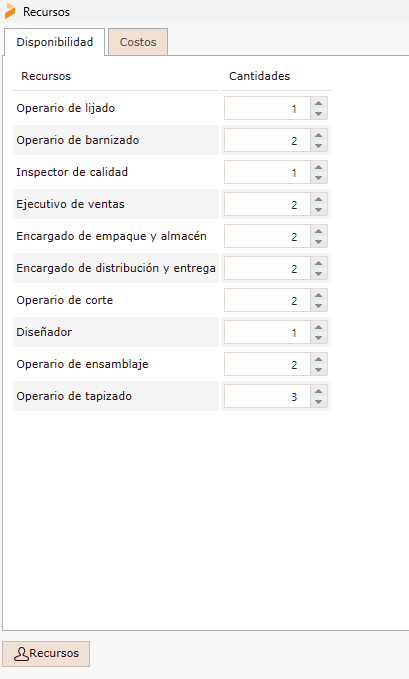 Recursos
Disponibilidad Costos
Recursos Cantidades
Operario de lijado 1
Operario de barnizado 2
Inspector de calidad 1
Ejecutivo de ventas 2
Encargado de empaque y almacén 2
Encargado de distribución y entrega 2
Operario de corte 2
Diseñador 1
Operario de ensamblaje 2
Operario de tapizado 3
Recursos